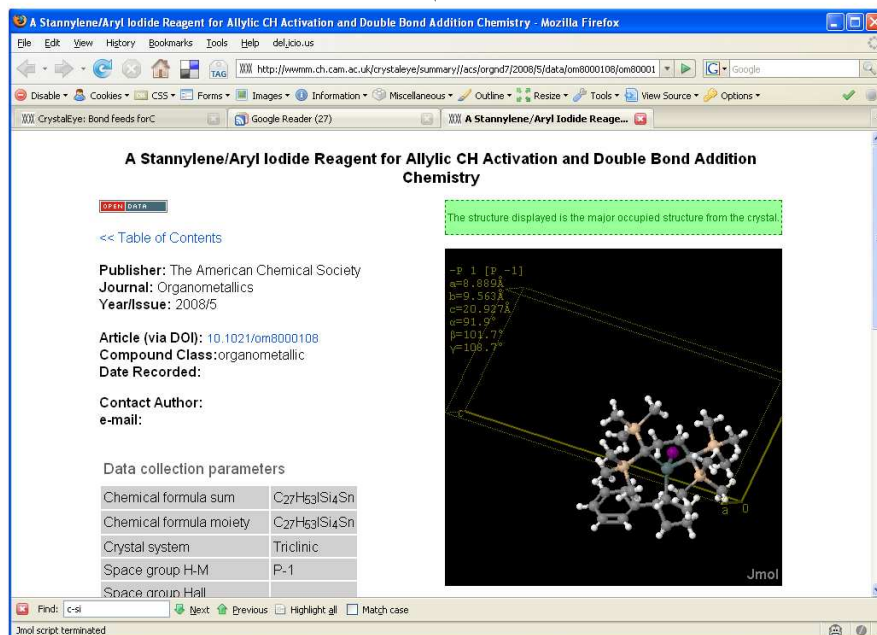 A Stannylene/Aryl Iodide Reagent for Allylic CH Activation and Double Bond Addition Chemistry - Mozilla Firefox
File Edit View History Bookmarks Tools Help del.icio.us
TAG http://wwmm.ch.cam.ac.uk/crystaleye/summary//acs/orgnd7/2008/5/data/om8000108/om80001 G Google
Disable Cookies CSS Forms Images Information Miscellaneous Outline Resize Tools View Source Options
CrystalEye: Bond feeds forC Google Reader (27) A Stannylene/Aryl Iodide Reage...
A Stannylene/Aryl Iodide Reagent for Allylic CH Activation and Double Bond Addition
Chemistry
OPEN DATA
<< Table of Contents
Publisher: The American Chemical Society
Journal: Organometallics
Year/Issue: 2008/5
Article (via DOI): 10.1021/om8000108
Compound Class:organometallic
Date Recorded:
Contact Author:
e-mail:
Data collection parameters
Chemical formula sum C27H53ISi4Sn
Chemical formula moiety C27H53ISi4Sn
Crystal system Triclinic
Space group H-M P-1
Space group Hall
The structure displayed is the major occupied structure from the crystal.
-P 1 [P -1]
a=8.889Å
b=9.563Å
c=20.927Å
α=91.9°
β=101.7°
γ=108.7°
c
a 0
Jmol
Find: c-si Next Previous Highlight all Match case
Jmol script terminated